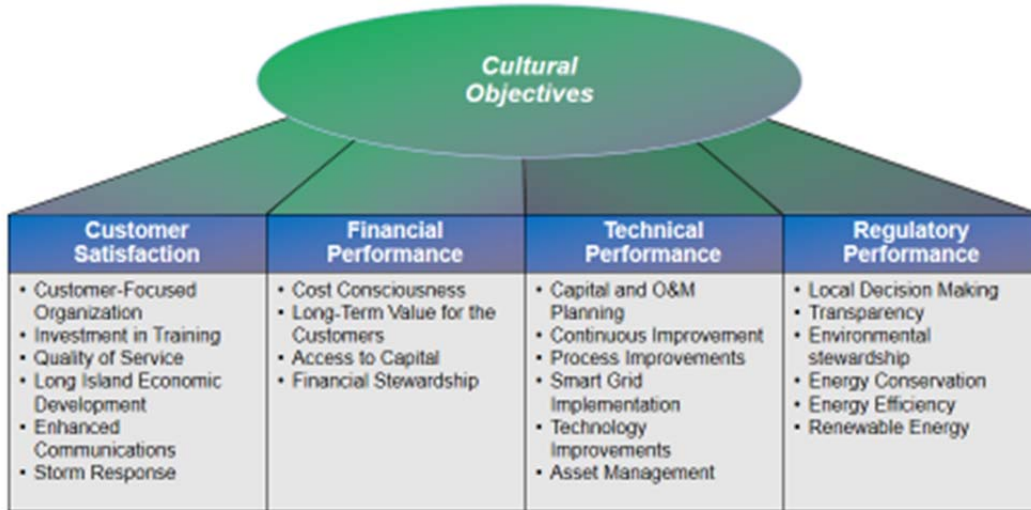 Cultural
Objectives
Customer
Satisfaction
• Customer-Focused
Organization
• Investment in Training
• Quality of Service
• Long Island Economic
Development
• Enhanced
Communications
• Storm Response
Financial
Performance
• Cost Consciousness
• Long-Term Value for the
Customers
• Access to Capital
• Financial Stewardship
Technical
Performance
• Capital and O&M
Planning
• Continuous Improvement
• Process Improvements
• Smart Grid
Implementation
• Technology
Improvements
• Asset Management
Regulatory
Performance
• Local Decision Making
• Transparency
• Environmental
stewardship
• Energy Conservation
• Energy Efficiency
• Renewable Energy